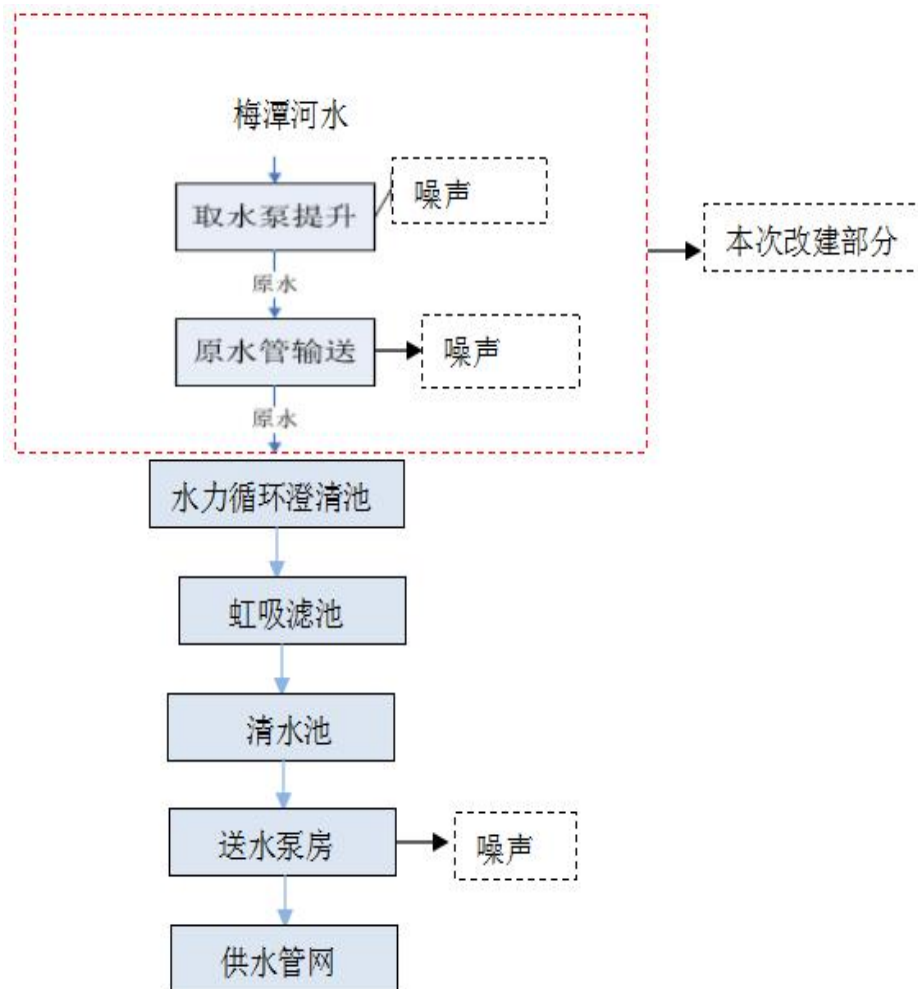 梅潭河水
取水泵提升
噪声
本次改建部分
原水
原水管输送
噪声
原水
水力循环澄清池
虹吸滤池
清水池
送水泵房
噪声
供水管网